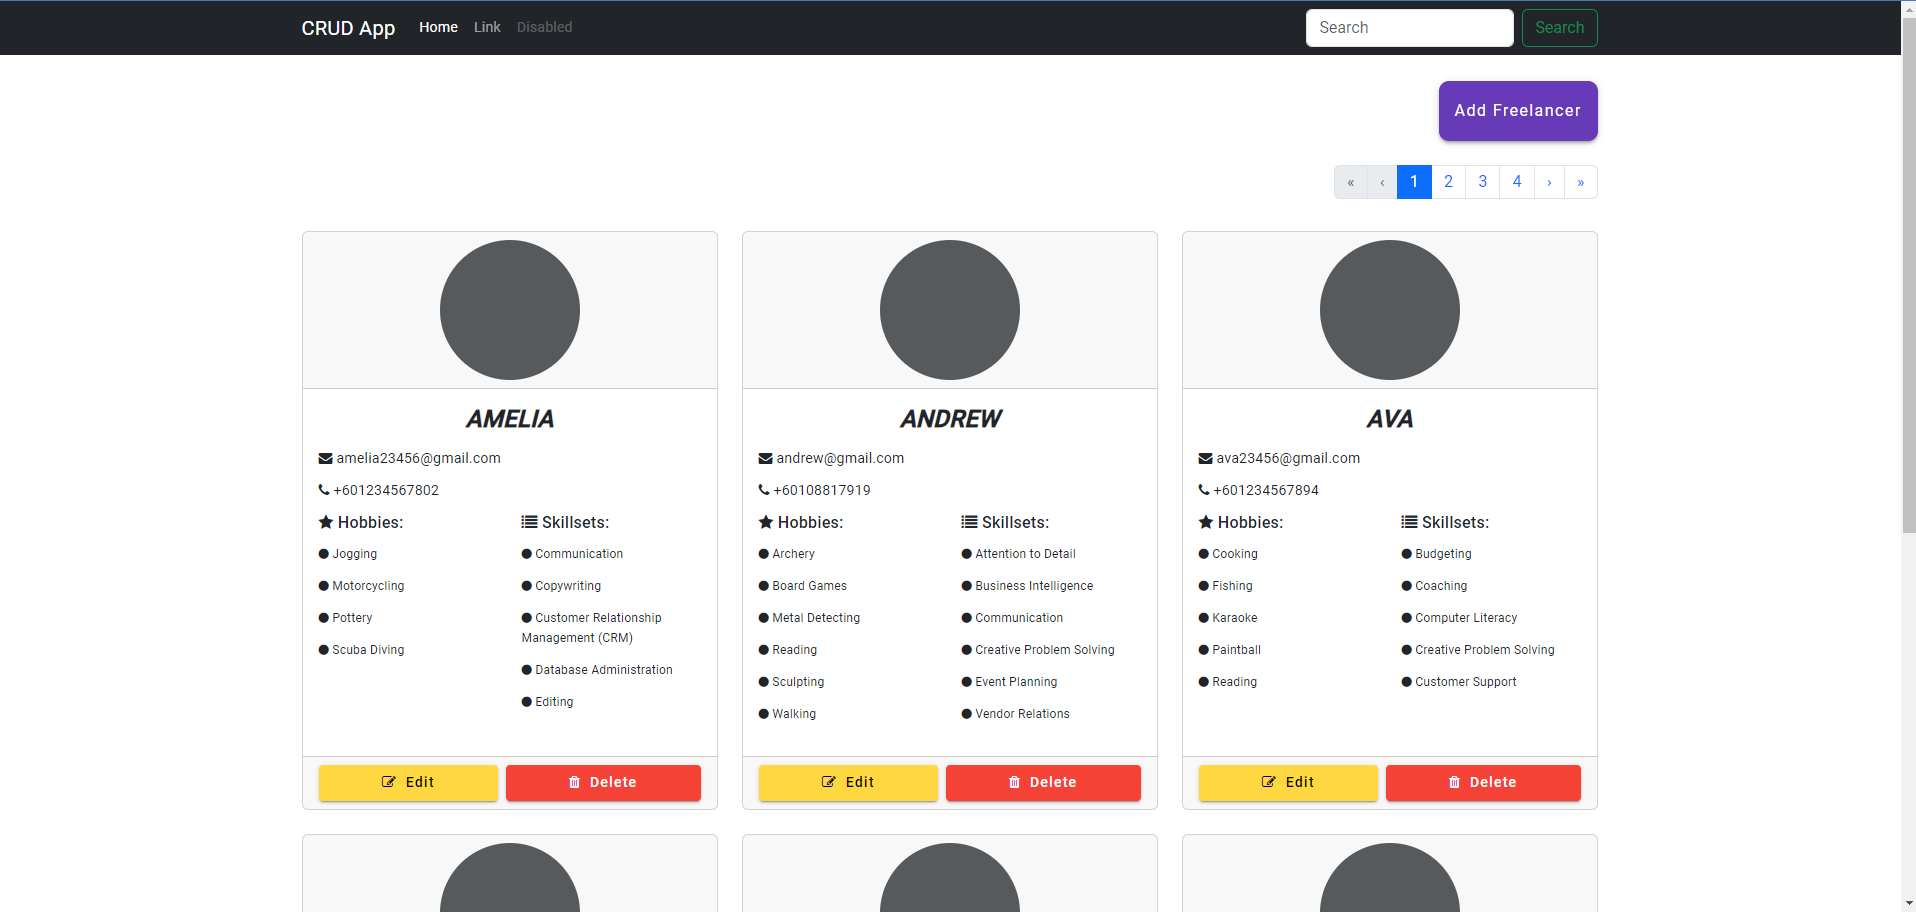 CRUD App Home Link Disabled Search Search
Add Freelancer
« ‹ 1 2 3 4 › »
AMELIA
amelia23456@gmail.com
+601234567802
Hobbies:
Jogging
Motorcycling
Pottery
Scuba Diving
Skillsets:
Communication
Copywriting
Customer Relationship
Management (CRM)
Database Administration
Editing
Edit Delete
ANDREW
andrew@gmail.com
+60108817919
Hobbies:
Archery
Board Games
Metal Detecting
Reading
Sculpting
Walking
Skillsets:
Attention to Detail
Business Intelligence
Communication
Creative Problem Solving
Event Planning
Vendor Relations
Edit Delete
AVA
ava23456@gmail.com
+601234567894
Hobbies:
Cooking
Fishing
Karaoke
Paintball
Reading
Skillsets:
Budgeting
Coaching
Computer Literacy
Creative Problem Solving
Customer Support
Edit Delete